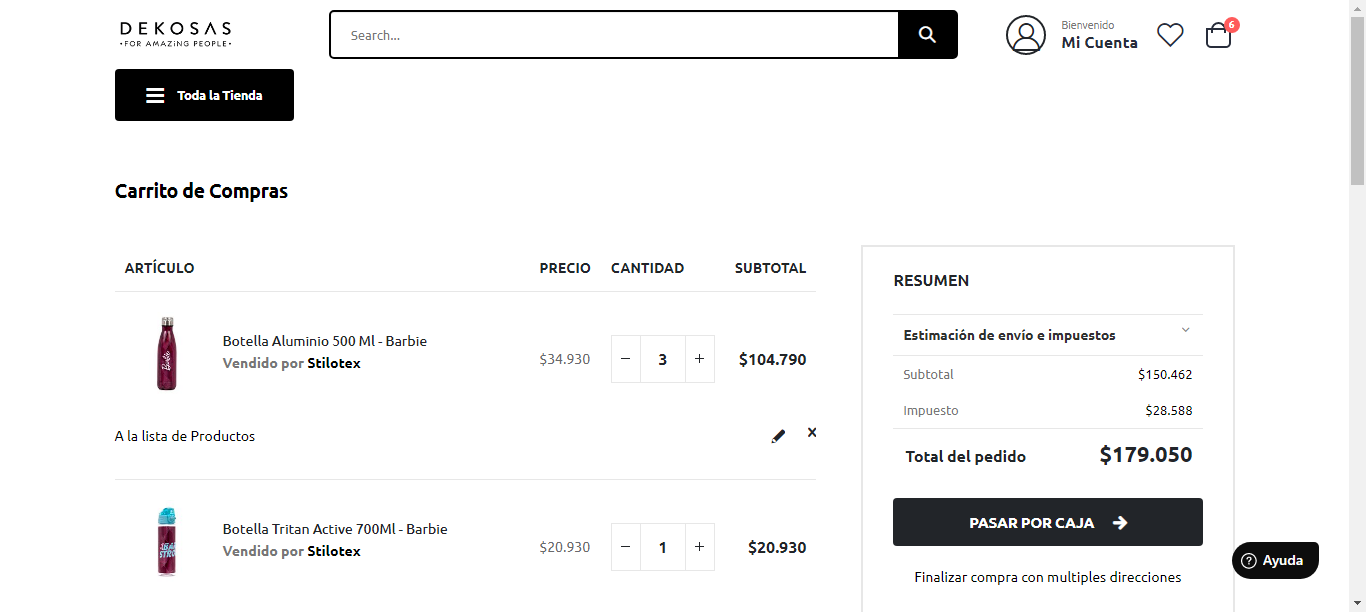 DEKOSAS
•FOR AMAZING PEOPLE•
Search...
Bienvenido
Mi Cuenta
6
Toda la Tienda
Carrito de Compras
ARTÍCULO PRECIO CANTIDAD SUBTOTAL
Barbie
Botella Aluminio 500 Ml - Barbie
Vendido por Stilotex
$34.930 − 3 + $104.790
A la lista de Productos
Botella Tritan Active 700Ml - Barbie
Vendido por Stilotex
$20.930 − 1 + $20.930
RESUMEN
Estimación de envío e impuestos
Subtotal $150.462
Impuesto $28.588
Total del pedido $179.050
PASAR POR CAJA
Finalizar compra con multiples direcciones
Ayuda